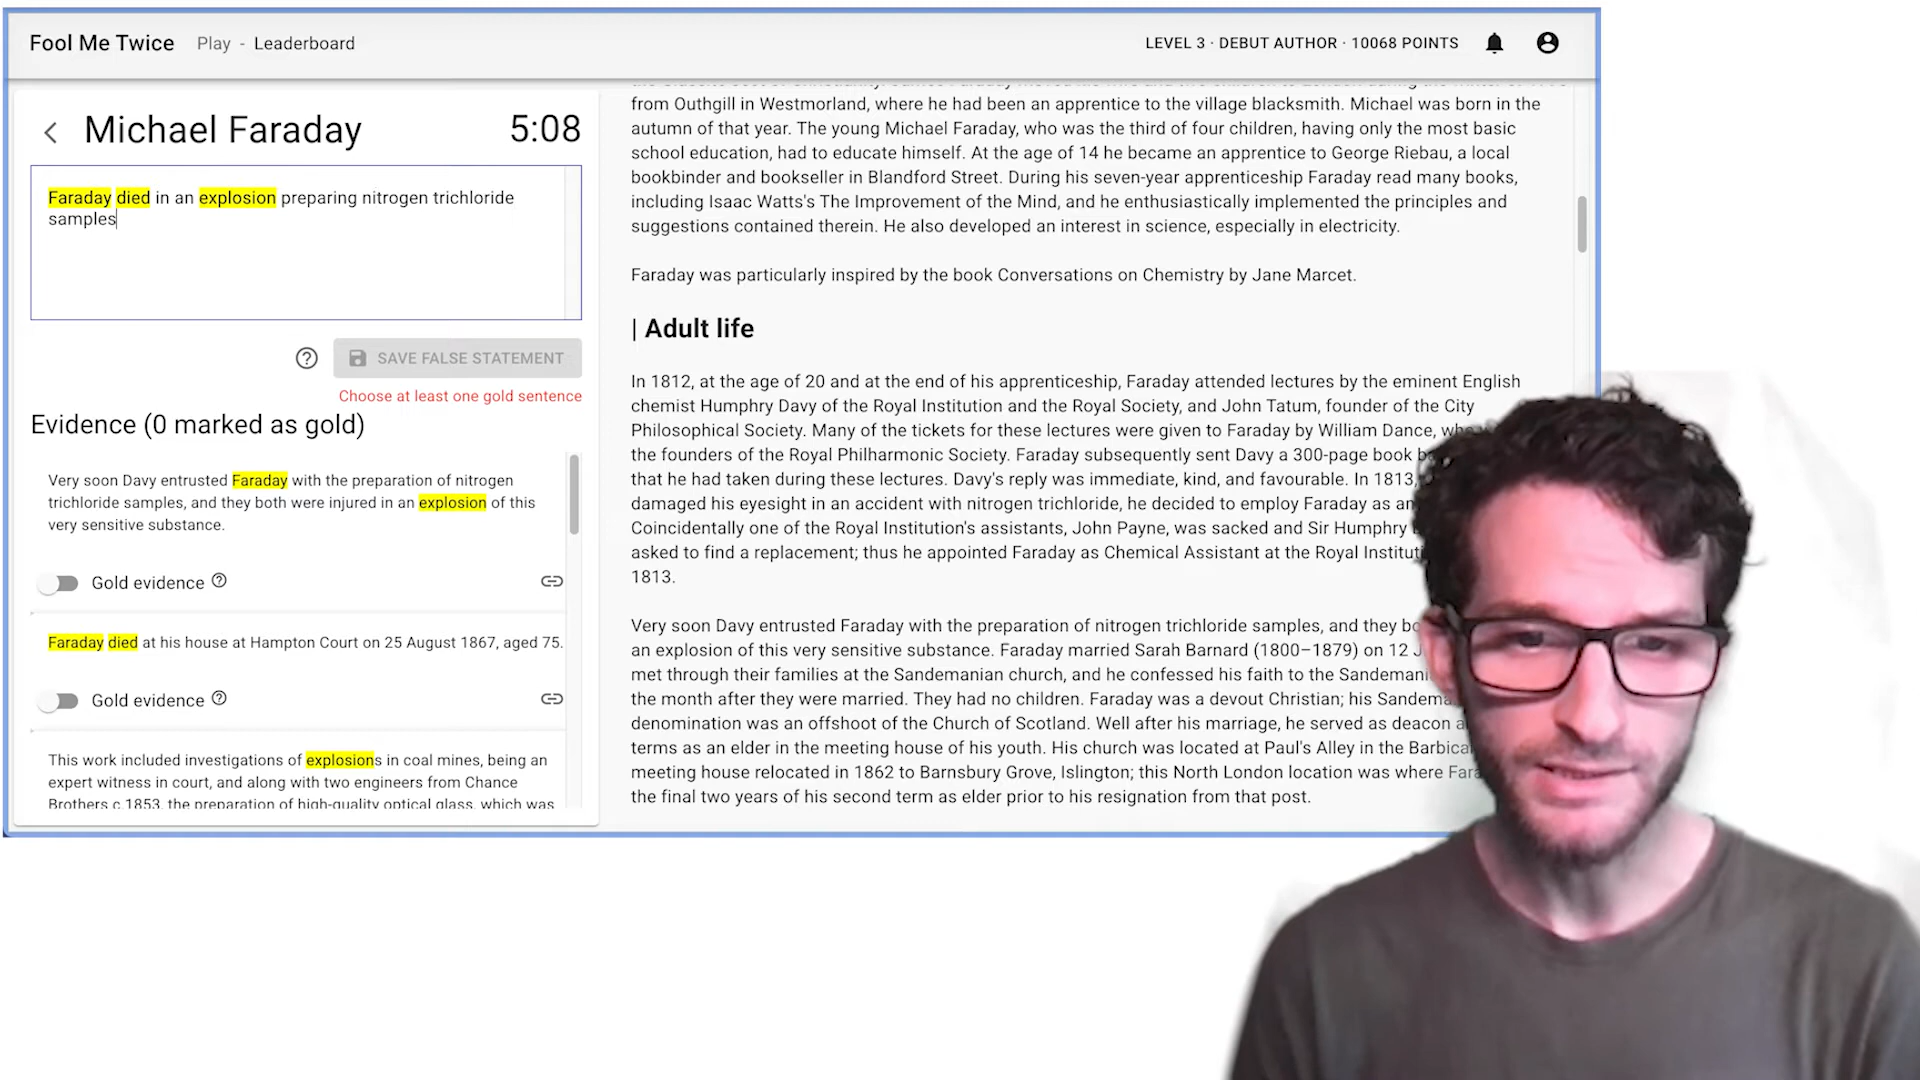 Fool Me Twice Play - Leaderboard LEVEL 3 · DEBUT AUTHOR · 10068 POINTS
Michael Faraday 5:08
Faraday died in an explosion preparing nitrogen trichloride
samples
SAVE FALSE STATEMENT
Choose at least one gold sentence
Evidence (0 marked as gold)
Very soon Davy entrusted Faraday with the preparation of nitrogen
trichloride samples, and they both were injured in an explosion of this
very sensitive substance.
Gold evidence
Faraday died at his house at Hampton Court on 25 August 1867, aged 75.
Gold evidence
This work included investigations of explosions in coal mines, being an
expert witness in court, and along with two engineers from Chance
Brothers c.1853, the preparation of high-quality optical glass, which was
from Outhgill in Westmorland, where he had been an apprentice to the village blacksmith. Michael was born in the
autumn of that year. The young Michael Faraday, who was the third of four children, having only the most basic
school education, had to educate himself. At the age of 14 he became an apprentice to George Riebau, a local
bookbinder and bookseller in Blandford Street. During his seven-year apprenticeship Faraday read many books,
including Isaac Watts's The Improvement of the Mind, and he enthusiastically implemented the principles and
suggestions contained therein. He also developed an interest in science, especially in electricity.
Faraday was particularly inspired by the book Conversations on Chemistry by Jane Marcet.
| Adult life
In 1812, at the age of 20 and at the end of his apprenticeship, Faraday attended lectures by the eminent English
chemist Humphry Davy of the Royal Institution and the Royal Society, and John Tatum, founder of the City
Philosophical Society. Many of the tickets for these lectures were given to Faraday by William Dance,
the founders of the Royal Philharmonic Society. Faraday subsequently sent Davy a 300-page book
that he had taken during these lectures. Davy's reply was immediate, kind, and favourable. In 1813,
damaged his eyesight in an accident with nitrogen trichloride, he decided to employ Faraday as
Coincidentally one of the Royal Institution's assistants, John Payne, was sacked and Sir Humphry
asked to find a replacement; thus he appointed Faraday as Chemical Assistant at the Royal
1813.
Very soon Davy entrusted Faraday with the preparation of nitrogen trichloride samples, and they
an explosion of this very sensitive substance. Faraday married Sarah Barnard (1800–1879) on 12
met through their families at the Sandemanian church, and he confessed his faith to the
the month after they were married. They had no children. Faraday was a devout Christian; his
denomination was an offshoot of the Church of Scotland. Well after his marriage, he served as deacon
terms as an elder in the meeting house of his youth. His church was located at Paul's Alley in the
meeting house relocated in 1862 to Barnsbury Grove, Islington; this North London location was where
the final two years of his second term as elder prior to his resignation from that post.